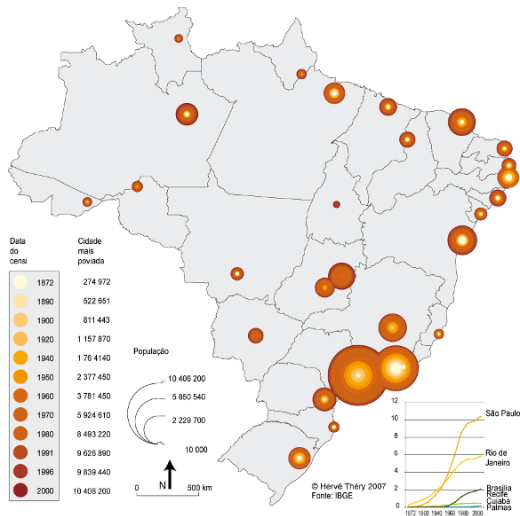 Data
do
censi
Cidade
mais
poviada
1872 274 972
1890 522 651
1900 811 443
1920 1 157 870
1940 1 76 4140
1950 2 377 450
1960 3 781 450
1970 5 924 610
1980 8 493 220
1991 9 626 890
1996 9 839 440
2000 10 406 200
População
10 406 200
5 850 540
2 229 700
10 000
N
0 500 km
© Hervé Théry 2007
Fonte: IBGE
12
10
8
6
4
2
0
1872 1900 1940 1960 1980 2000
São Paulo
Rio de
Janeiro
Brasília
Recife
Cuiabá
Palmas